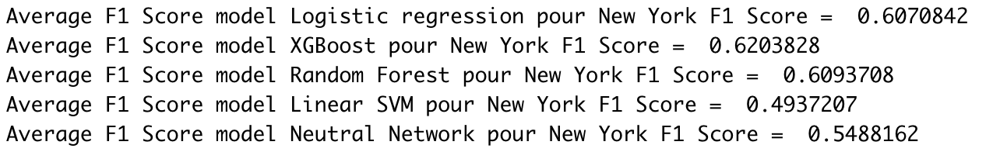 Average F1 Score model Logistic regression pour New York F1 Score =  0.6070842
Average F1 Score model XGBoost pour New York F1 Score =  0.6203828
Average F1 Score model Random Forest pour New York F1 Score =  0.6093708
Average F1 Score model Linear SVM pour New York F1 Score =  0.4937207
Average F1 Score model Neutral Network pour New York F1 Score =  0.5488162